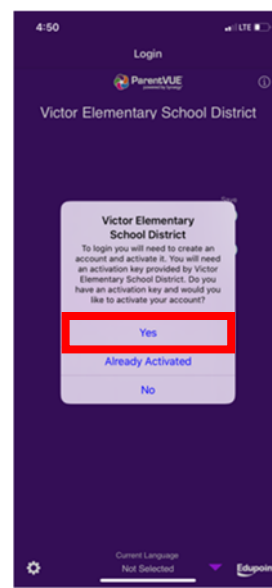 4:50
LTE
Login
ParentVUE
powered by Synergy
Victor Elementary School District
Save
Victor Elementary
School District
To login you will need to create an
account and activate it. You will need
an activation key provided by Victor
Elementary School District. Do you
have an activation key and would you
like to activate your account?
Yes
Already Activated
No
Current Language
Not Selected
Edupoin